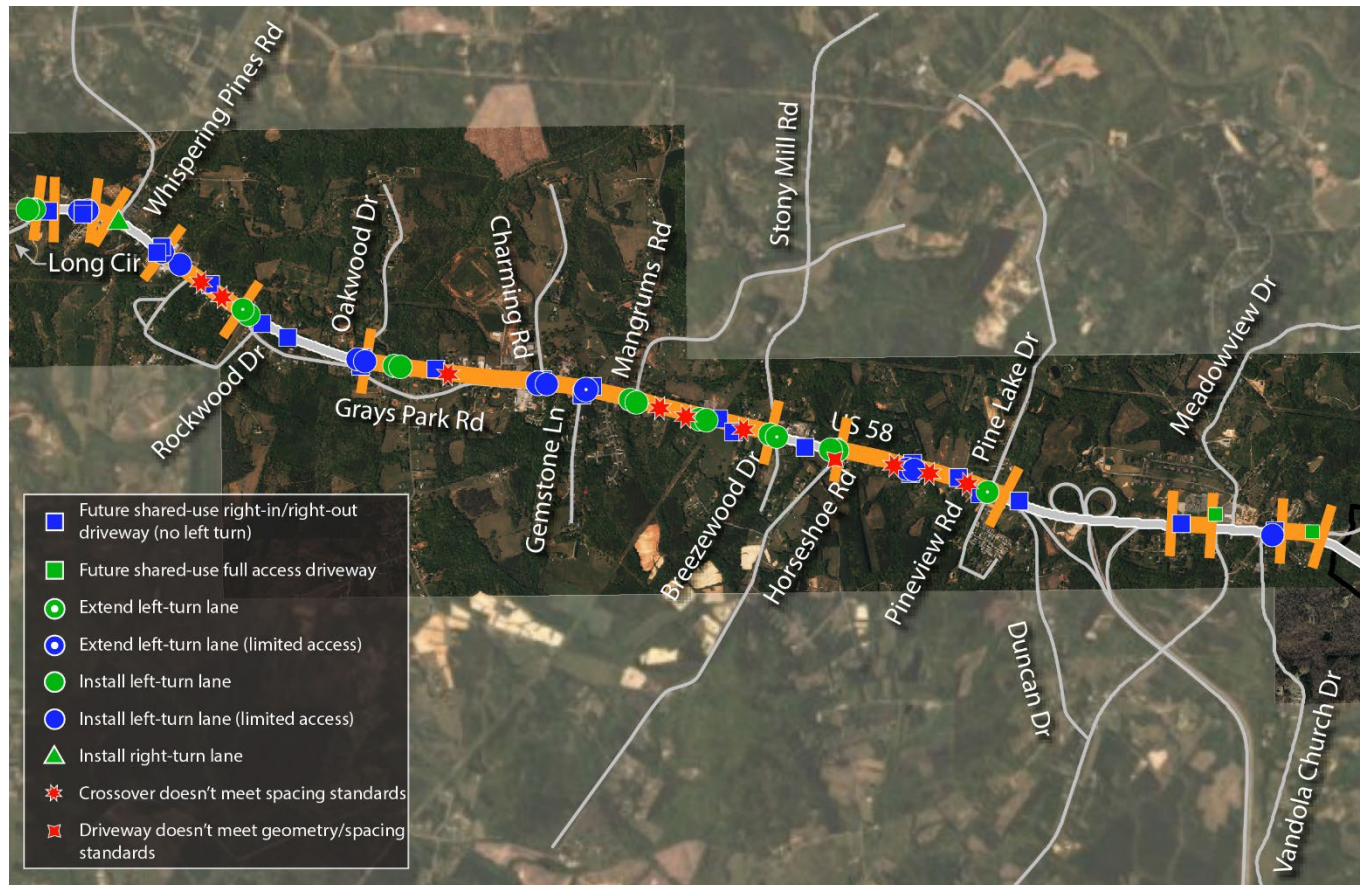 Whispering Pines Rd
Long Cir
Rockwood Dr
Oakwood Dr
Grays Park Rd
Charming Rd
Gemstone Ln
Mangrums Rd
Stony Mill Rd
Breezewood Dr
Horseshoe Rd
US 58
Pineview Rd
Pine Lake Dr
Duncan Dr
Meadowview Dr
Vandola Church Dr
Future shared-use right-in/right-out
driveway (no left turn)
Future shared-use full access driveway
Extend left-turn lane
Extend left-turn lane (limited access)
Install left-turn lane
Install left-turn lane (limited access)
Install right-turn lane
Crossover doesn't meet spacing standards
Driveway doesn't meet geometry/spacing
standards